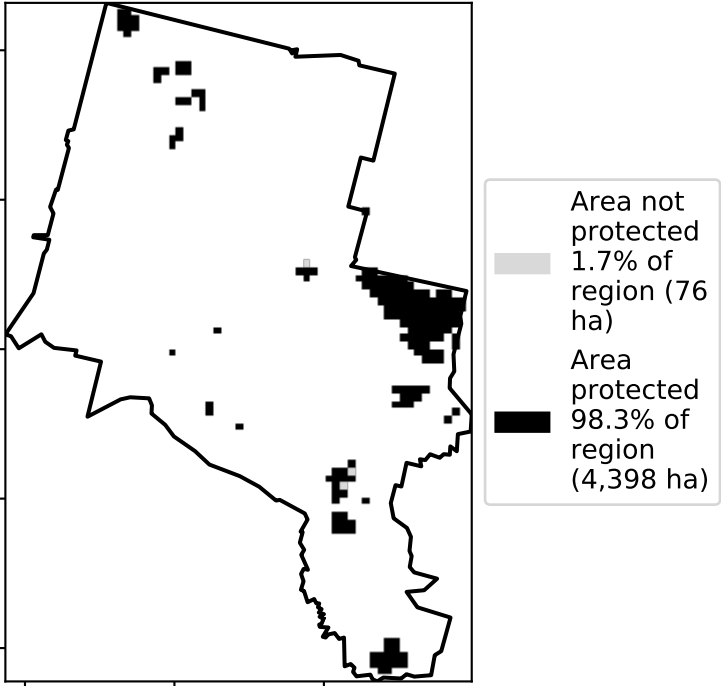 Area not
protected
1.7% of
region (76
ha)
Area
protected
98.3% of
region
(4,398 ha)